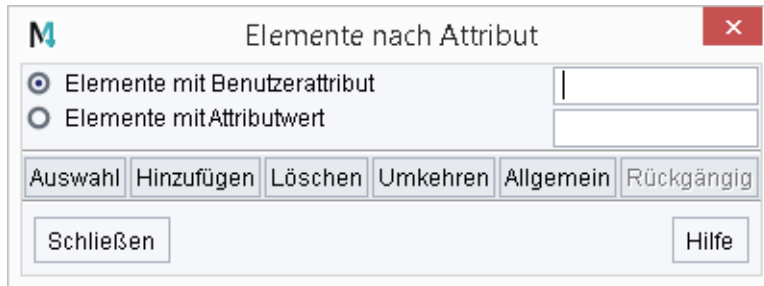 Elemente nach Attribut
Elemente mit Benutzerattribut
Elemente mit Attributwert
Auswahl Hinzufügen Löschen Umkehren Allgemein Rückgängig
Schließen Hilfe